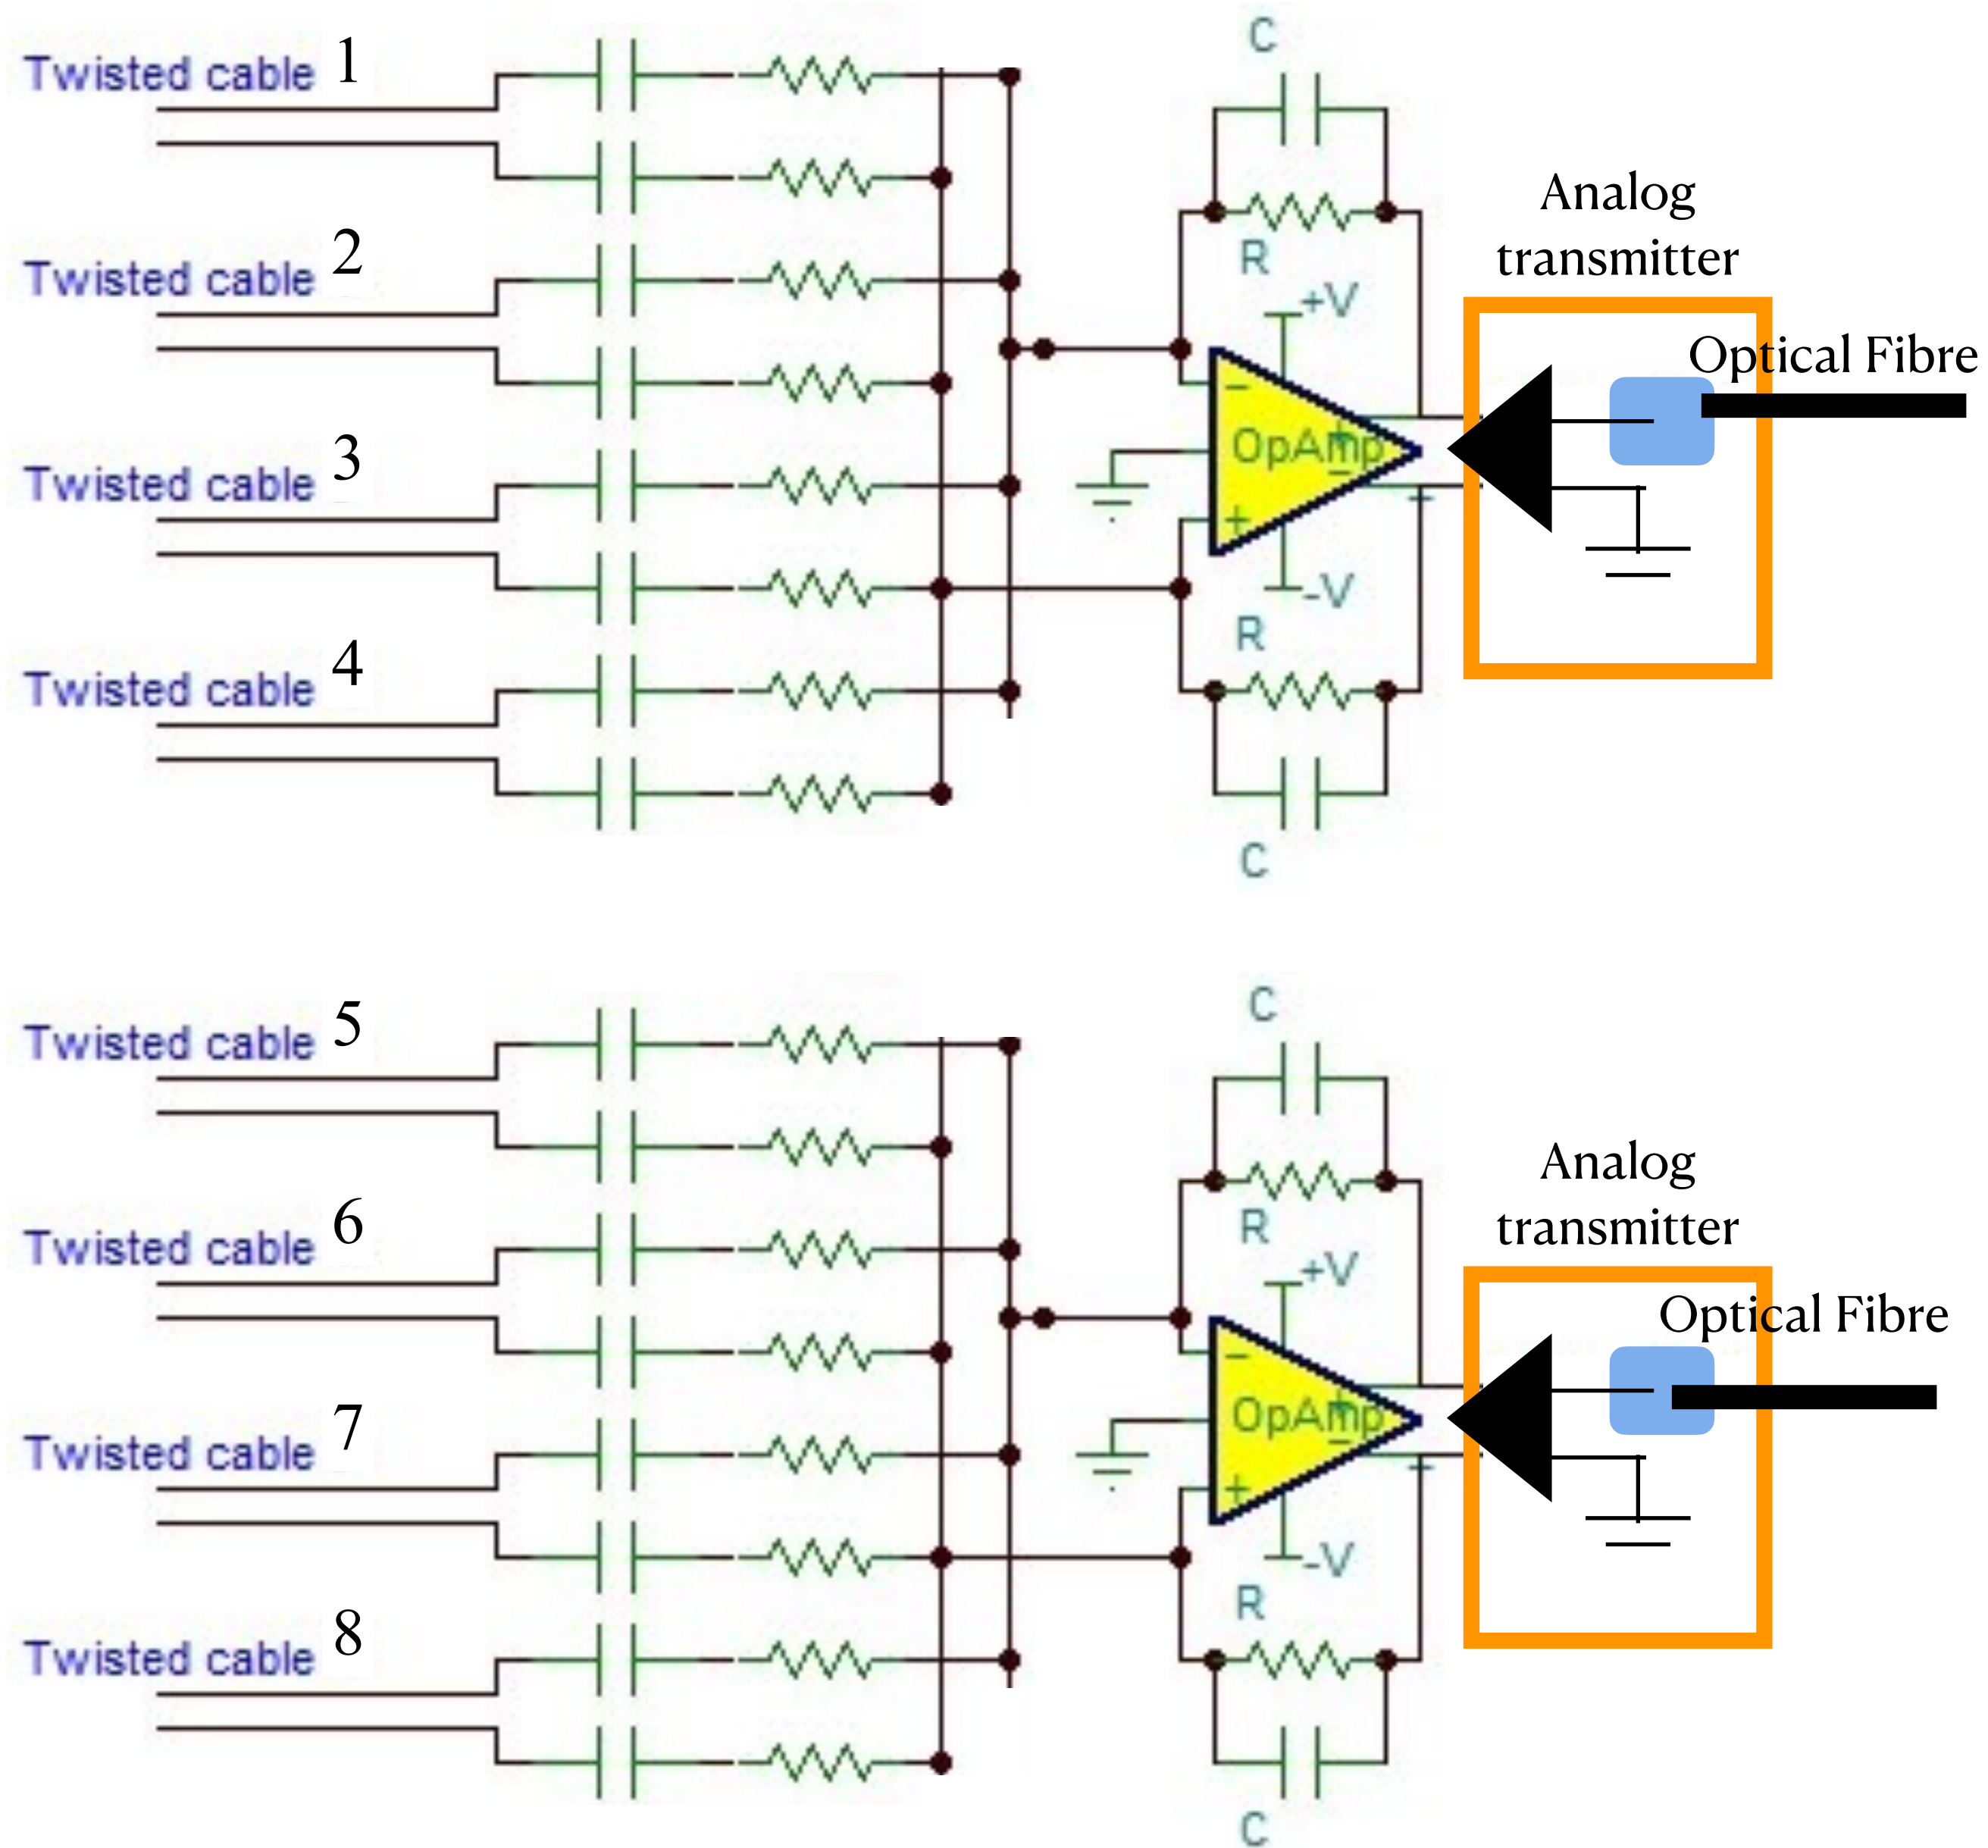 C
Twisted cable 1
Analog
transmitter
Twisted cable 2
R
+V
Optical Fibre
−
OpAmp
+
−
Twisted cable 3
+
+
-V
R
Twisted cable 4
C
C
Twisted cable 5
Analog
transmitter
Twisted cable 6
R
+V
Optical Fibre
−
OpAmp
+
−
Twisted cable 7
+
+
-V
R
Twisted cable 8
C